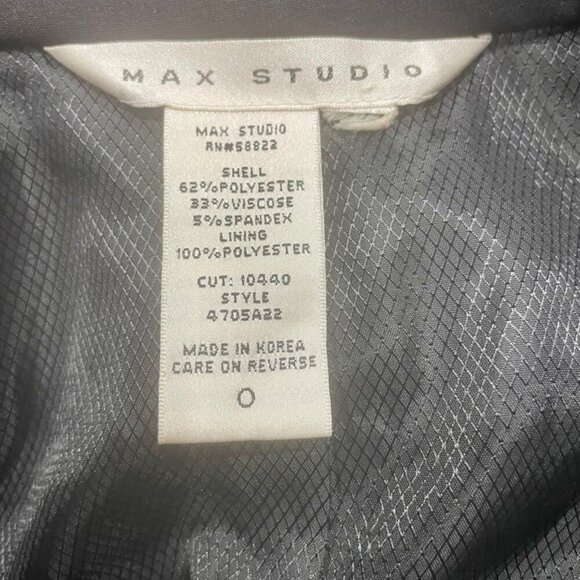 MAX STUDIO
MAX STUDIO
RN#58822
SHELL
62%POLYESTER
33%VISCOSE
5%SPANDEX
LINING
100%POLYESTER
CUT: 10440
STYLE
4705A22
MADE IN KOREA
CARE ON REVERSE
0